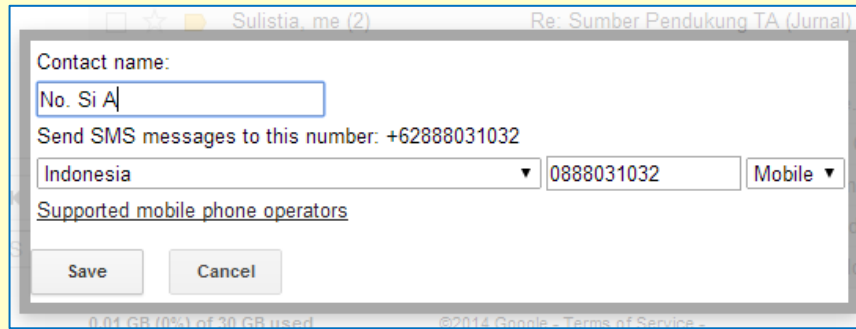 Sulistia, me (2) Re: Sumber Pendukung TA (Jurnal)
Contact name:
No. Si A
Send SMS messages to this number: +62888031032
Indonesia 0888031032 Mobile
Supported mobile phone operators
Save Cancel
0.01 GB (0%) of 30 GB used ©2014 Google - Terms of Service -